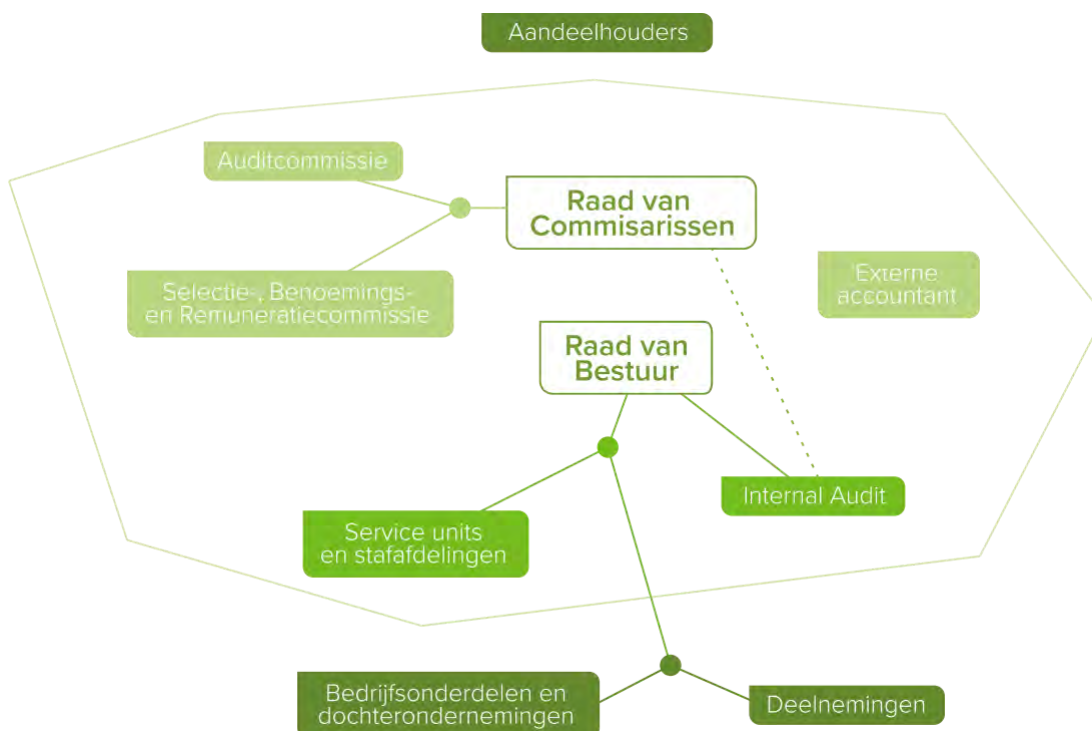 Aandeelhouders
Auditcommissie
Raad van
Commisarissen
Externe
accountant
Selectie-, Benoemings-
en Remuneratiecommissie
Raad van
Bestuur
Internal Audit
Service units
en stafafdelingen
Bedrijfsonderdelen en
dochterondernemingen
Deelnemingen